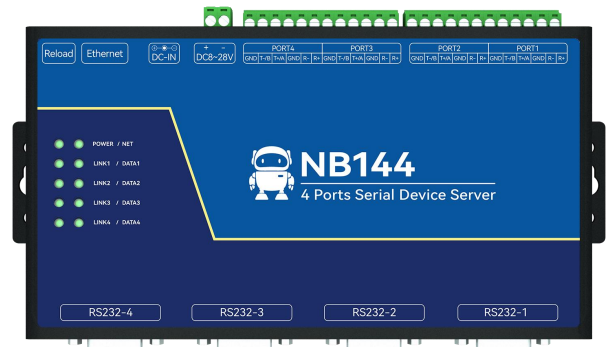 Reload Ethernet DC-IN + - DC8~28V PORT4 PORT3 PORT2 PORT1
GND T-/B T+/A GND R- R+ GND T-/B T+/A GND R- R+ GND T-/B T+/A GND R- R+ GND T-/B T+/A GND R- R+
POWER / NET
LINK1 / DATA1
LINK2 / DATA2
LINK3 / DATA3
LINK4 / DATA4
NB144
4 Ports Serial Device Server
RS232-4 RS232-3 RS232-2 RS232-1